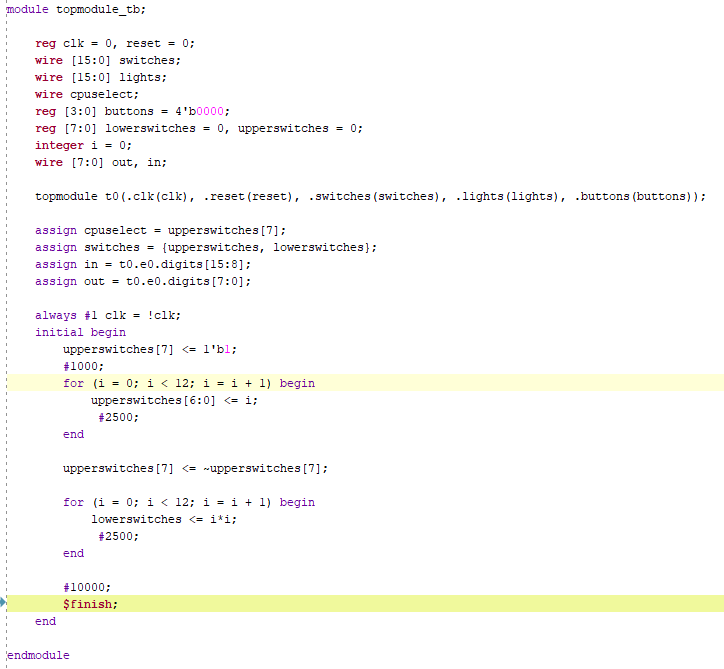 module topmodule_tb;
reg clk = 0, reset = 0;
wire [15:0] switches;
wire [15:0] lights;
wire cpuselect;
reg [3:0] buttons = 4'b0000;
reg [7:0] lowerswitches = 0, upperswitches = 0;
integer i = 0;
wire [7:0] out, in;
topmodule t0(.clk(clk), .reset(reset), .switches(switches), .lights(lights), .buttons(buttons));
assign cpuselect = upperswitches[7];
assign switches = {upperswitches, lowerswitches};
assign in = t0.e0.digits[15:8];
assign out = t0.e0.digits[7:0];
always #1 clk = !clk;
initial begin
upperswitches[7] <= 1'b1;
#1000;
for (i = 0; i < 12; i = i + 1) begin
upperswitches[6:0] <= i;
#2500;
end
upperswitches[7] <= ~upperswitches[7];
for (i = 0; i < 12; i = i + 1) begin
lowerswitches <= i*i;
#2500;
end
#10000;
$finish;
end
endmodule